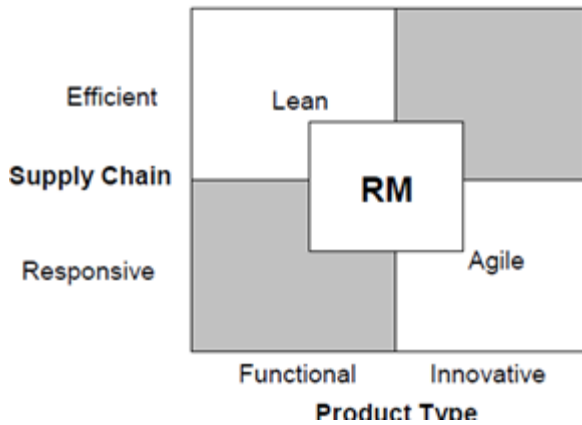 Efficient
Lean
Supply Chain
RM
Responsive
Agile
Functional Innovative
Product Type